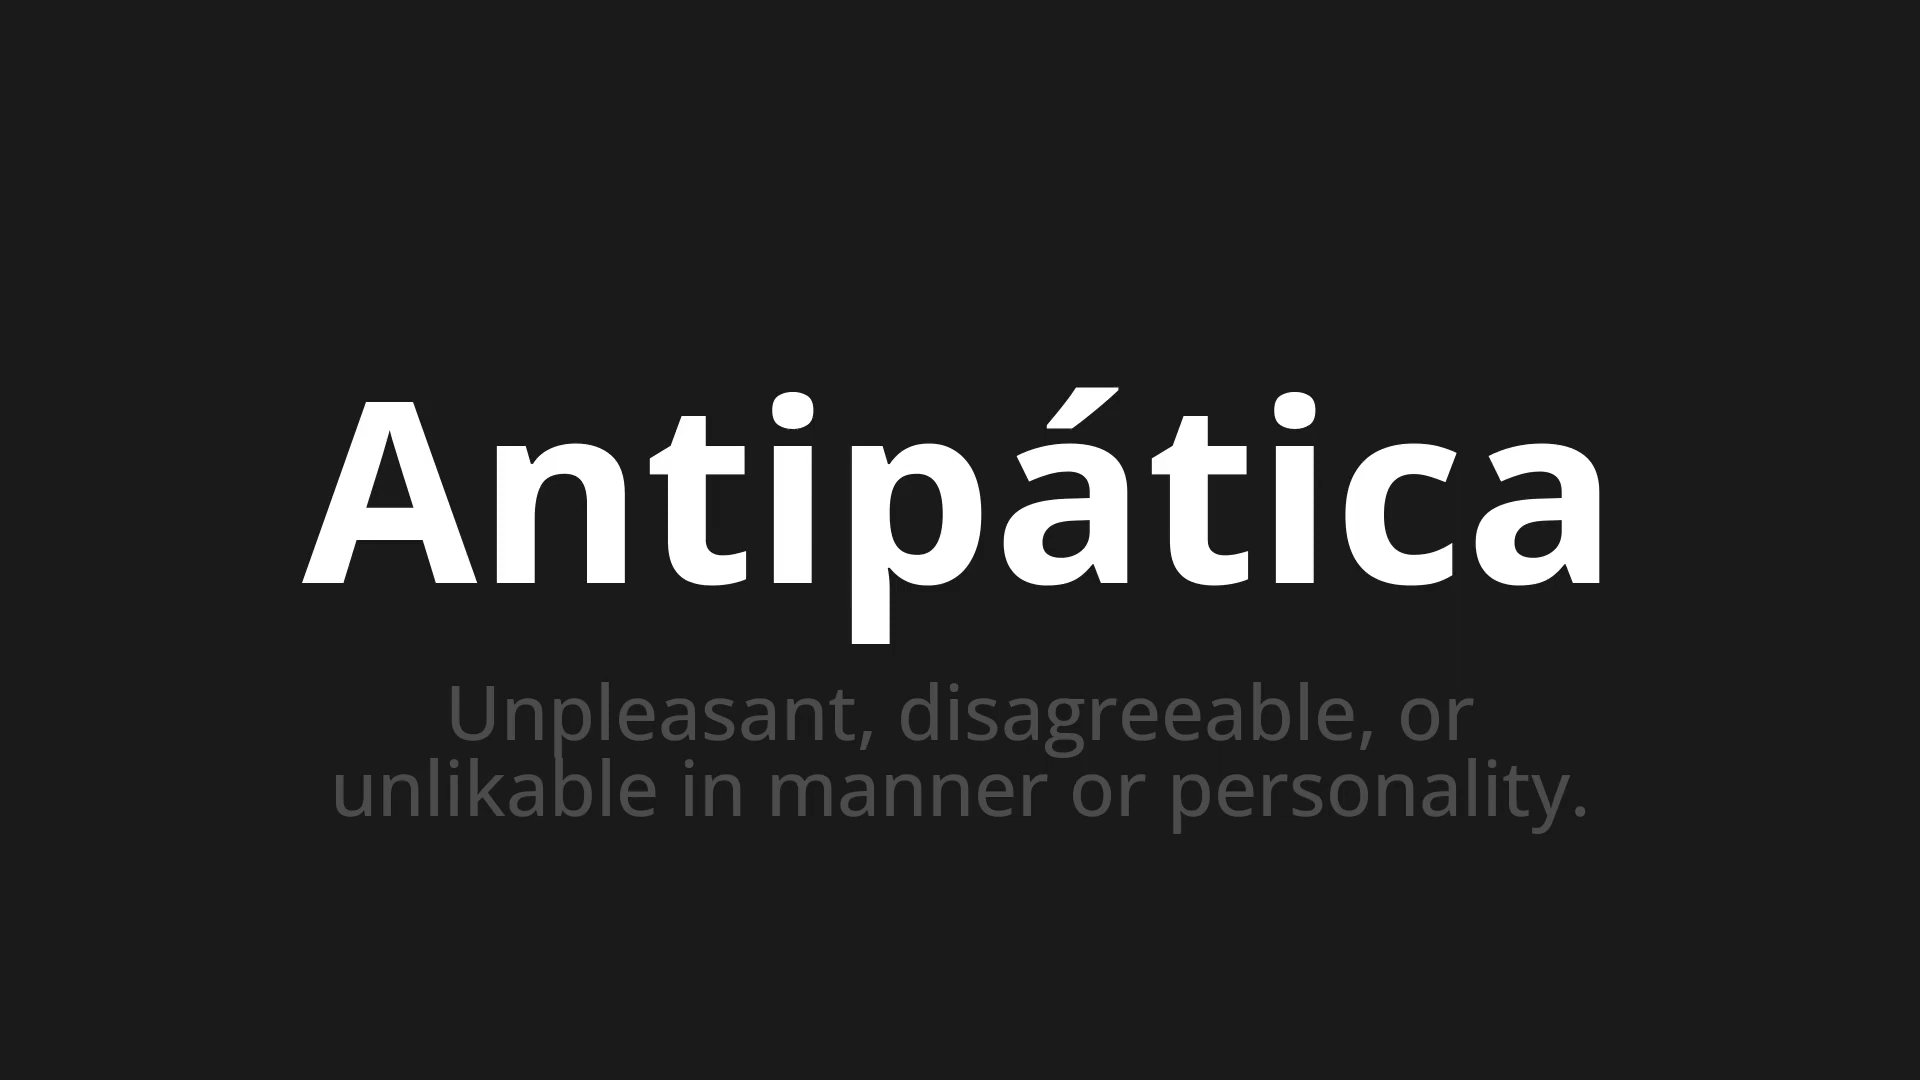 Antipática
Unpleasant, disagreeable, or
unlikable in manner or personality.